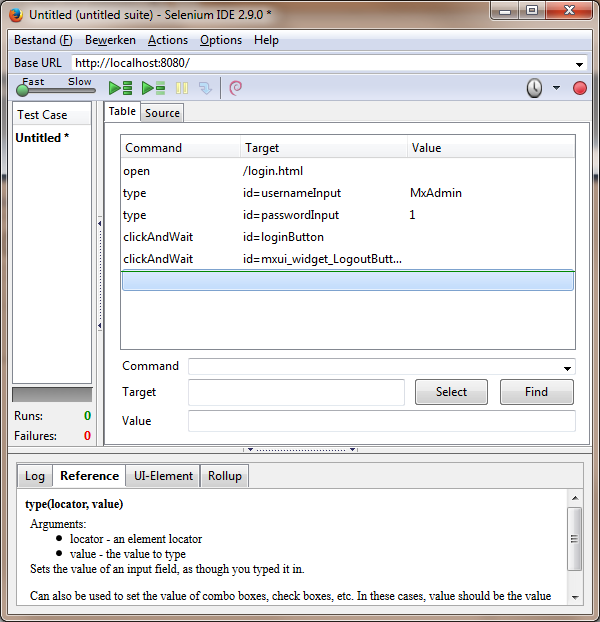 Untitled (untitled suite) - Selenium IDE 2.9.0 *
Bestand (F) Bewerken Actions Options Help
Base URL http://localhost:8080/
Fast Slow
Test Case
Untitled *
Runs: 0
Failures: 0
Table Source
Command Target Value
open /login.html
type id=usernameInput MxAdmin
type id=passwordInput 1
clickAndWait id=loginButton
clickAndWait id=mxui_widget_LogoutButt...
Command
Target Select Find
Value
Log Reference UI-Element Rollup
type(locator, value)
Arguments:
• locator - an element locator
• value - the value to type
Sets the value of an input field, as though you typed it in.
Can also be used to set the value of combo boxes, check boxes, etc. In these cases, value should be the value